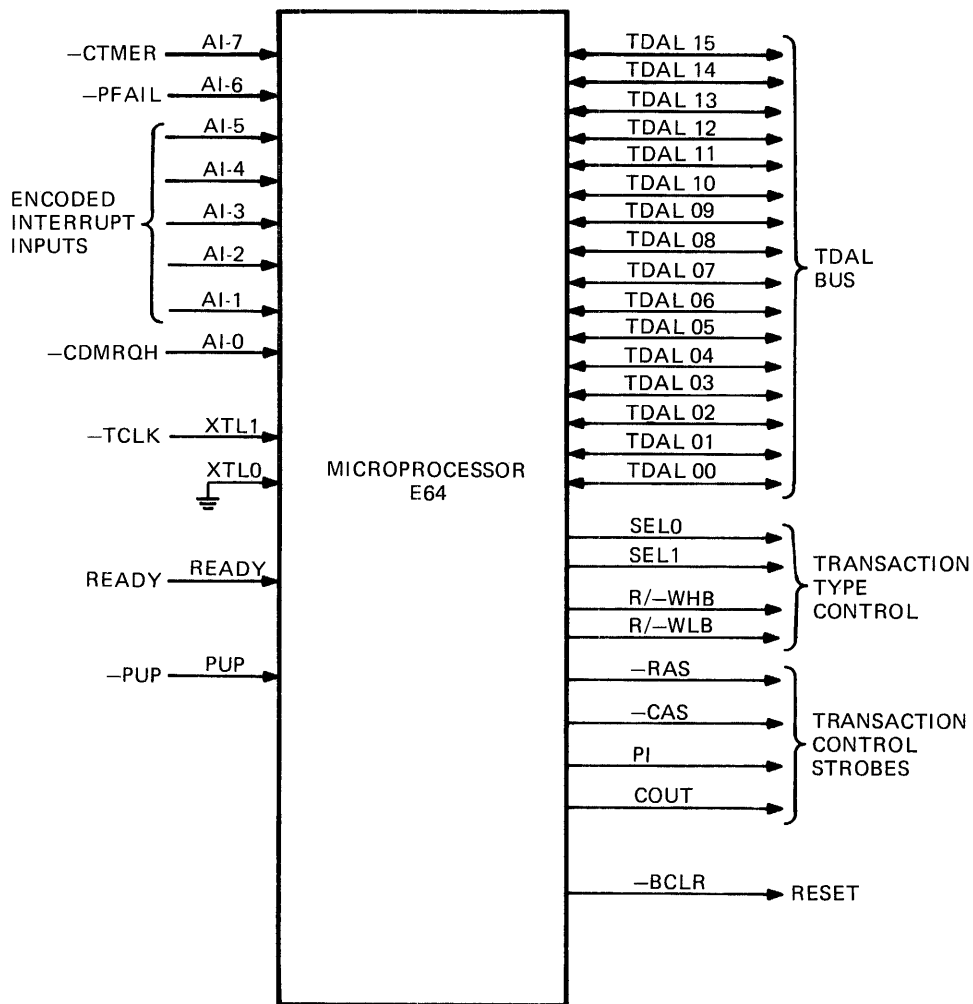 −CTMER AI-7
−PFAIL AI-6
AI-5
AI-4
AI-3
AI-2
AI-1
ENCODED
INTERRUPT
INPUTS
−CDMRQH AI-0
−TCLK XTL1
XTL0
READY READY
−PUP PUP
MICROPROCESSOR
E64
TDAL 15
TDAL 14
TDAL 13
TDAL 12
TDAL 11
TDAL 10
TDAL 09
TDAL 08
TDAL 07
TDAL 06
TDAL 05
TDAL 04
TDAL 03
TDAL 02
TDAL 01
TDAL 00
TDAL
BUS
SEL0
SEL1
R/−WHB
R/−WLB
TRANSACTION
TYPE
CONTROL
−RAS
−CAS
PI
COUT
TRANSACTION
CONTROL
STROBES
−BCLR RESET